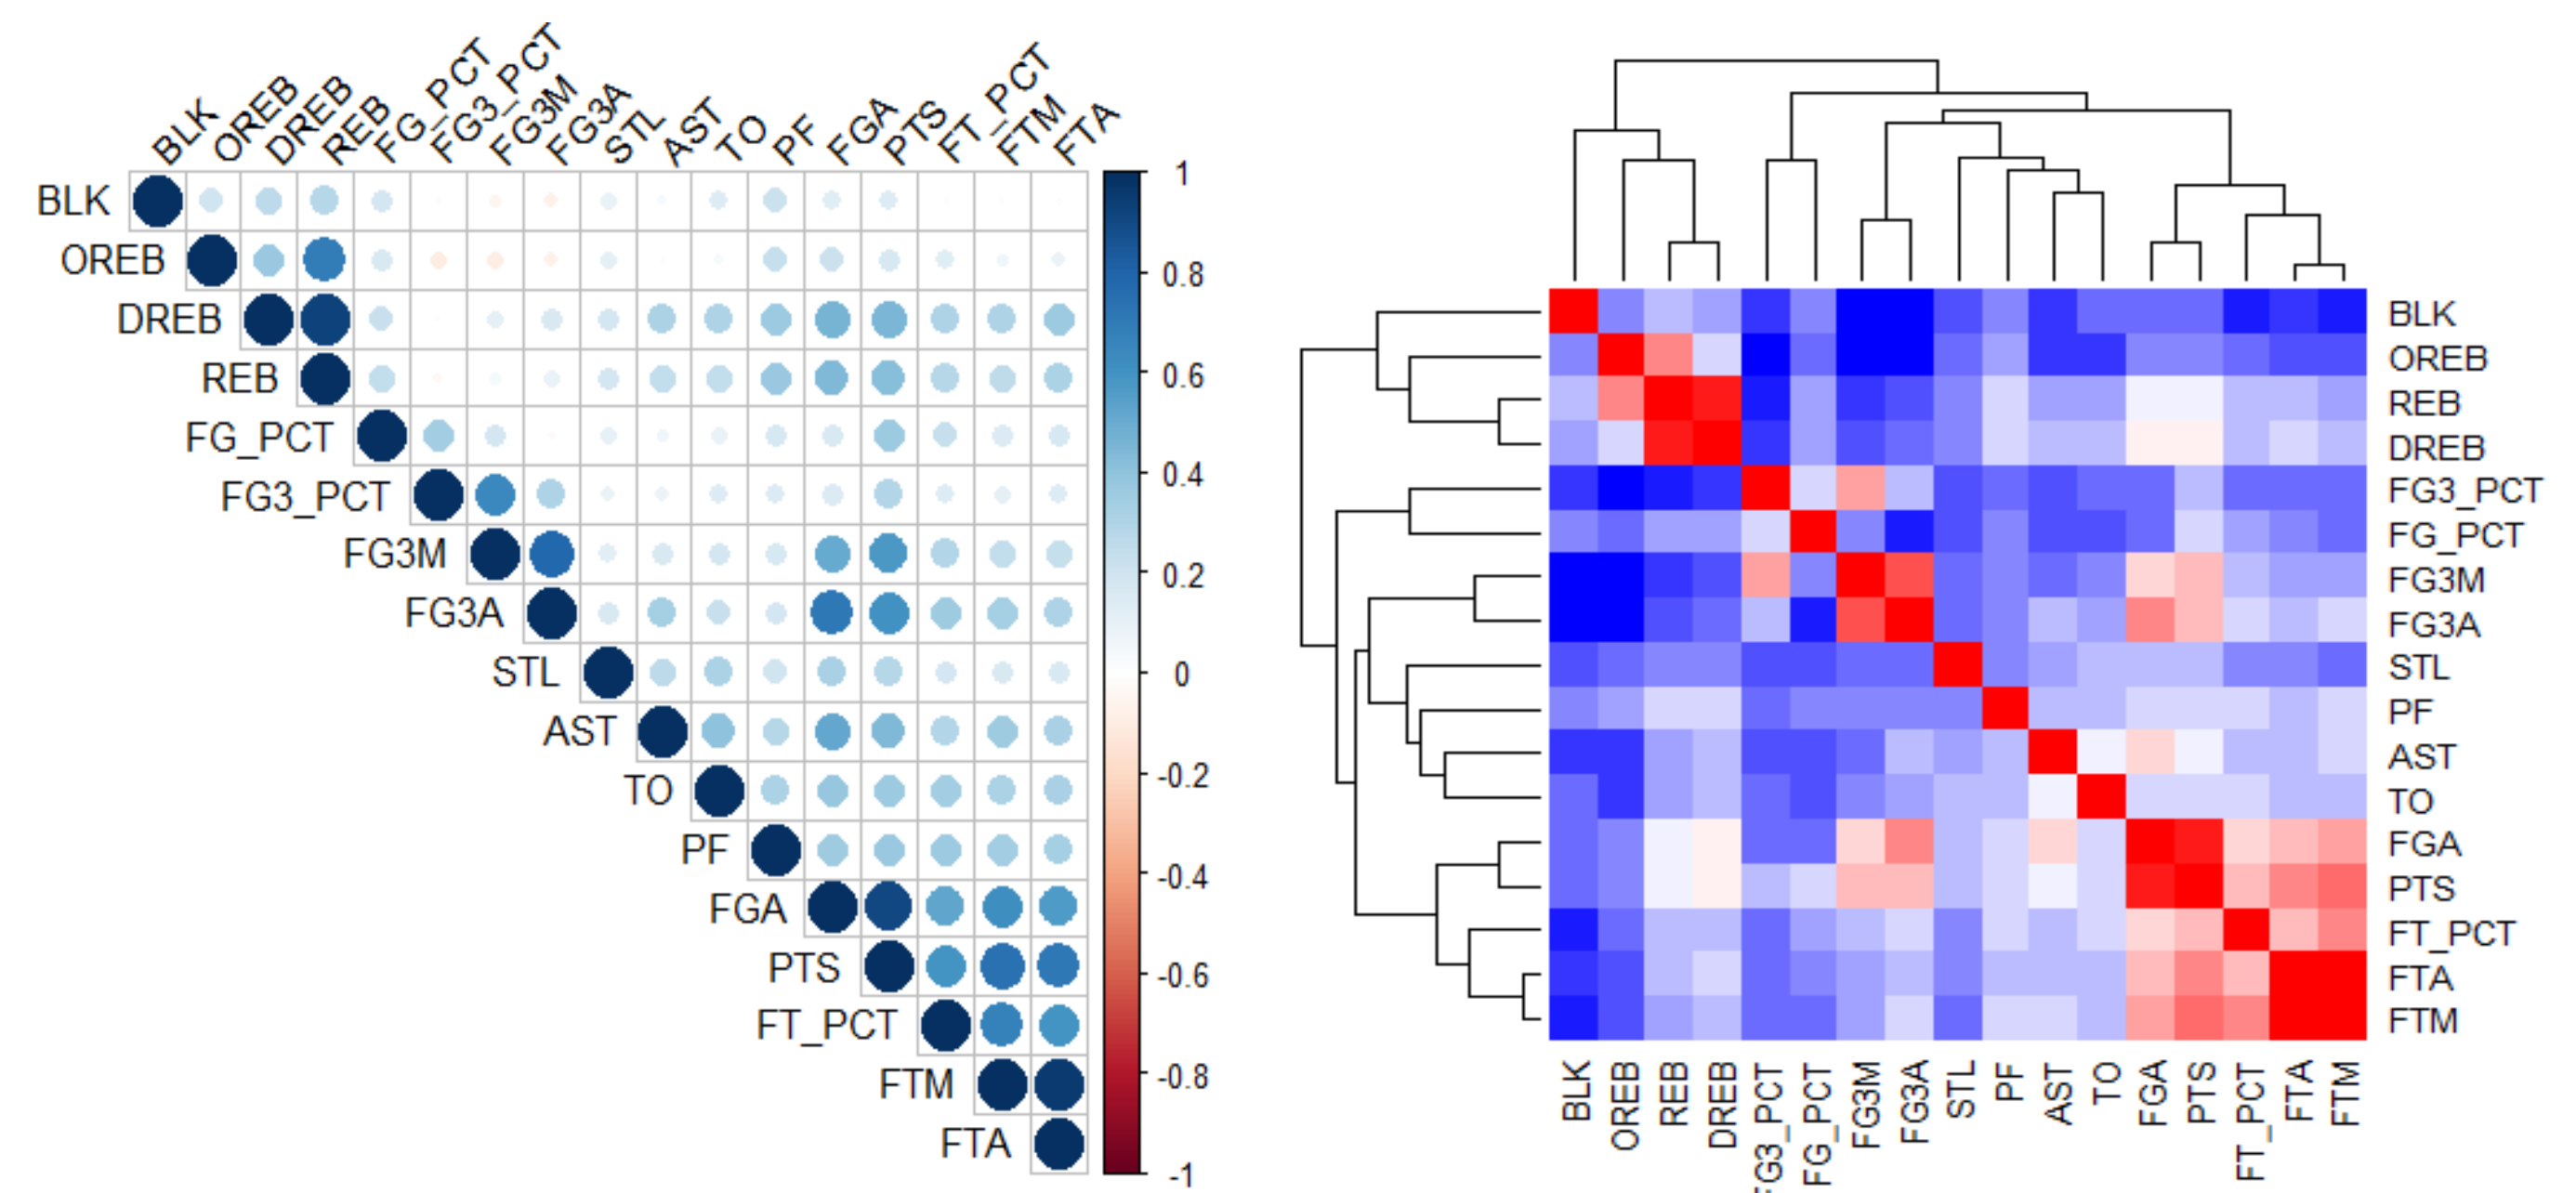 BLK OREB DREB REB FG_PCT FG3_PCT FG3M FG3A STL AST TO PF FGA PTS FT_PCT FTM FTA
BLK
OREB
DREB
REB
FG_PCT
FG3_PCT
FG3M
FG3A
STL
AST
TO
PF
FGA
PTS
FT_PCT
FTM
FTA
1
0.8
0.6
0.4
0.2
0
-0.2
-0.4
-0.6
-0.8
-1
BLK
OREB
REB
DREB
FG3_PCT
FG_PCT
FG3M
FG3A
STL
PF
AST
TO
FGA
PTS
FT_PCT
FTA
FTM
BLK OREB REB DREB FG3_PCT FG_PCT FG3M FG3A STL PF AST TO FGA PTS FT_PCT FTA FTM